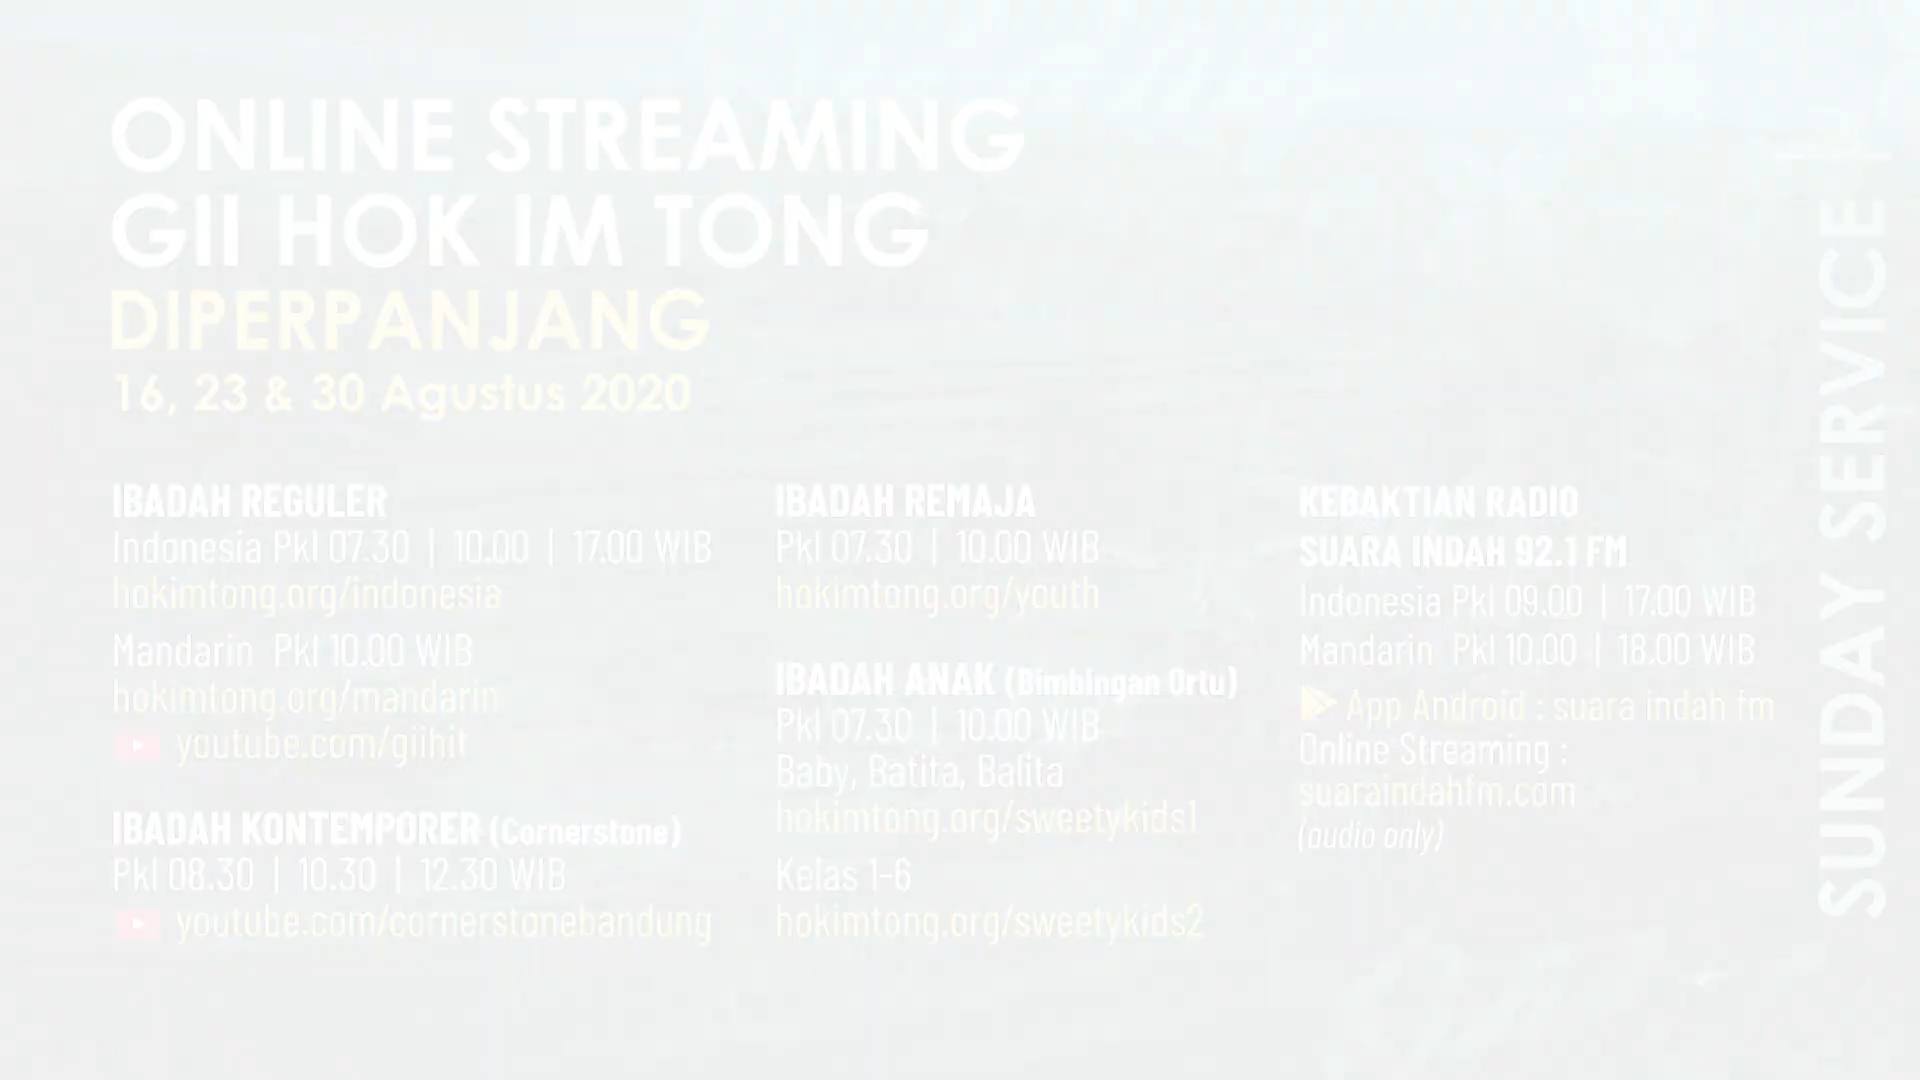 ONLINE STREAMING
GII HOK IM TONG
DIPERPANJANG
16, 23 & 30 Agustus 2020
IBADAH REGULER
Indonesia Pkl 07.30 | 10.00 | 17.00 WIB
hokimtong.org/indonesia
Mandarin Pkl 10.00 WIB
hokimtong.org/mandarin
youtube.com/giihit
IBADAH KONTEMPORER (Cornerstone)
Pkl 08.30 | 10.30 | 12.30 WIB
youtube.com/cornerstonebandung
IBADAH REMAJA
Pkl 07.30 | 10.00 WIB
hokimtong.org/youth
IBADAH ANAK (Bimbingan Ortu)
Pkl 07.30 | 10.00 WIB
Baby, Batita, Balita
hokimtong.org/sweetykids1
Kelas 1-6
hokimtong.org/sweetykids2
KEBAKTIAN RADIO
SUARA INDAH 92.1 FM
Indonesia Pkl 09.00 | 17.00 WIB
Mandarin Pkl 10.00 | 18.00 WIB
App Android : suara indah fm
Online Streaming :
suaraindahfm.com
(audio only)
SUNDAY SERVICE